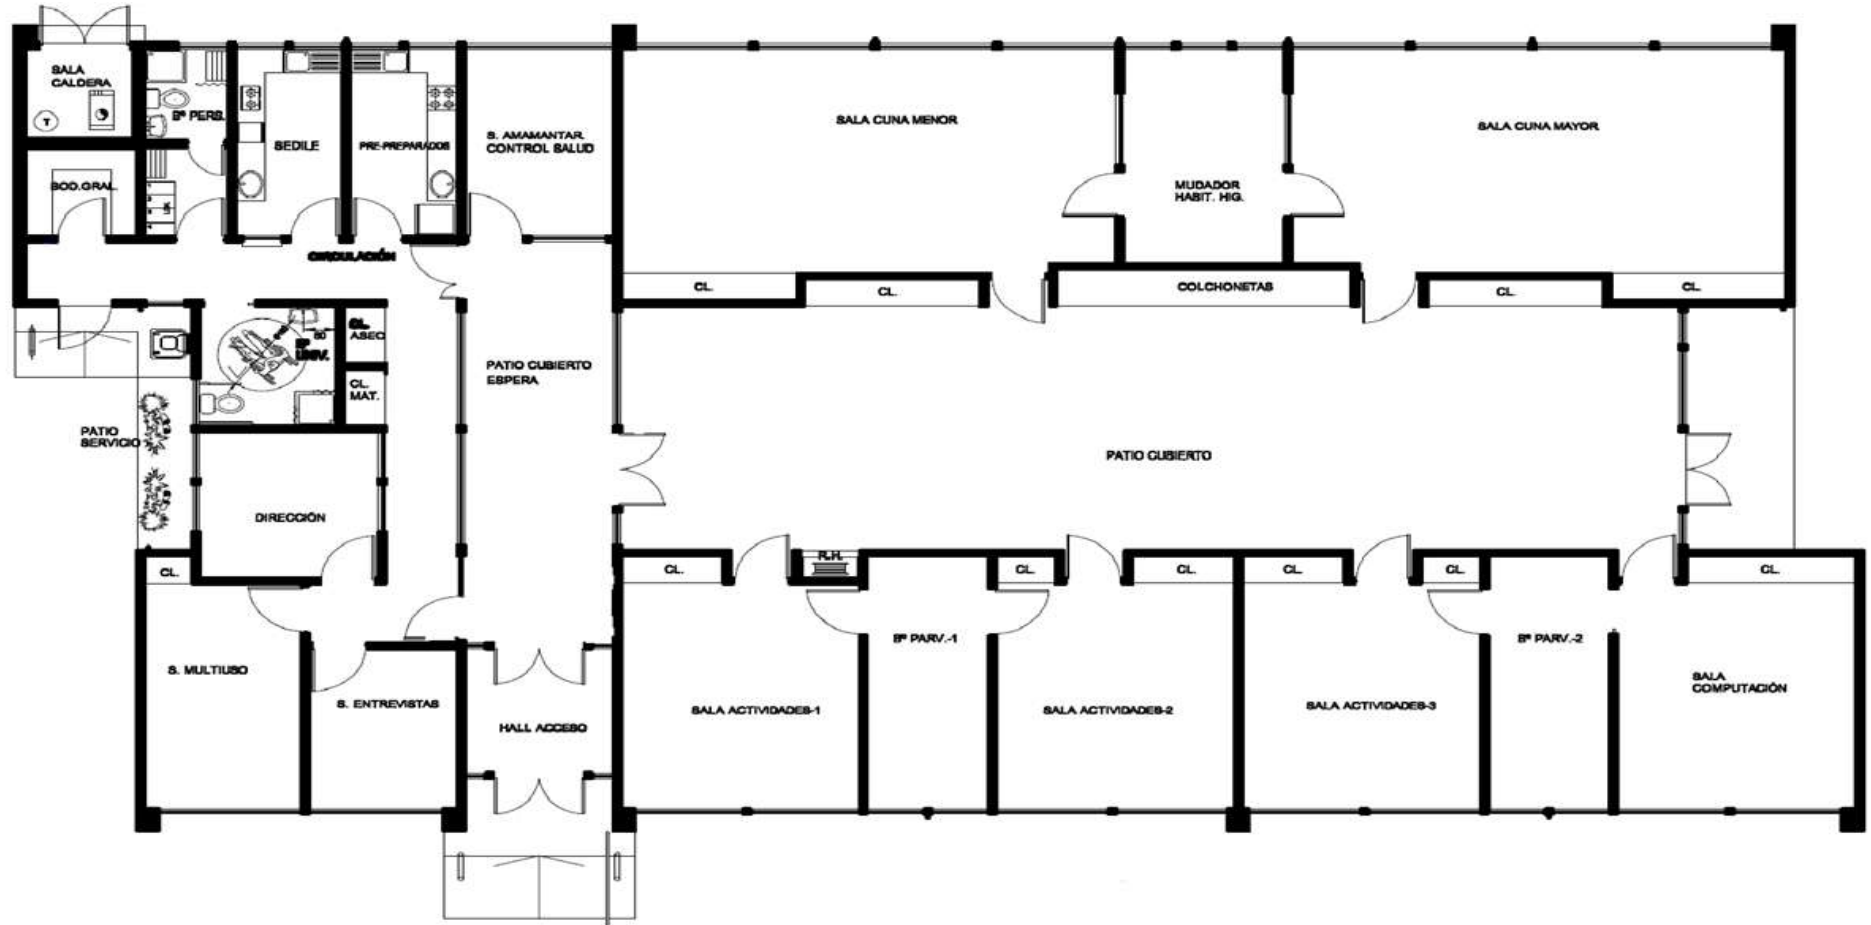 SALA
CALDERA
T
Bº PERS.
SEDILE
PRE-PREPARADOS
S. AMAMANTAR.
CONTROL SALUD
SALA CUNA MENOR
SALA CUNA MAYOR
MUDADOR
HABIT. HIG.
BOD.GRAL.
CIRCULACIÓN
CL.
CL.
COLCHONETAS
CL.
CL.
CL.
ASEO
Bº
UNIV.
80
CL.
MAT.
PATIO CUBIERTO
ESPERA
PATIO
SERVICIO
PATIO CUBIERTO
DIRECCIÓN
CL.
CL.
R.H.
CL.
CL.
CL.
CL.
CL.
S. MULTIUSO
S. ENTREVISTAS
HALL ACCESO
SALA ACTIVIDADES-1
Bº PARV.-1
SALA ACTIVIDADES-2
SALA ACTIVIDADES-3
Bº PARV.-2
SALA
COMPUTACIÓN